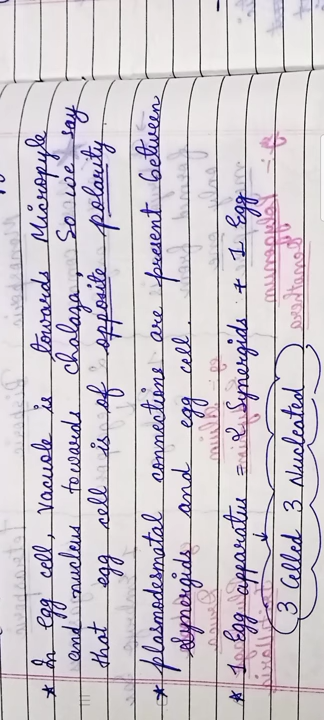 * In Egg cell, vacuole is towards Micropyle
and nucleus towards chalaza, So we say
that egg cell is of opposite polarity.
* plasmodesmatal connections are present between
Synergids and egg cell.
* 1 Egg apparatus = 2 Synergids + 1 Egg
3 Celled 3 Nucleated